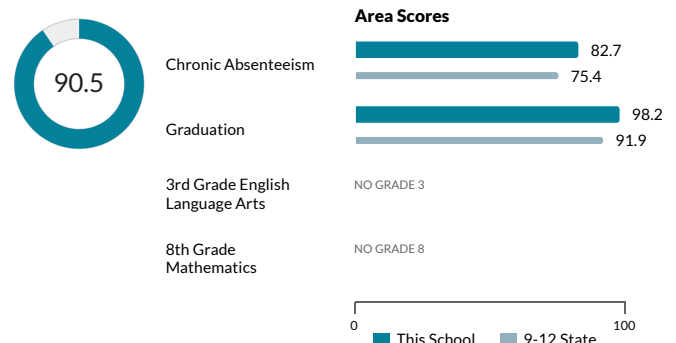 Area Scores
90.5
Chronic Absenteeism
82.7
75.4
Graduation
98.2
91.9
3rd Grade English
Language Arts
NO GRADE 3
8th Grade
Mathematics
NO GRADE 8
0
100
This School
9-12 State